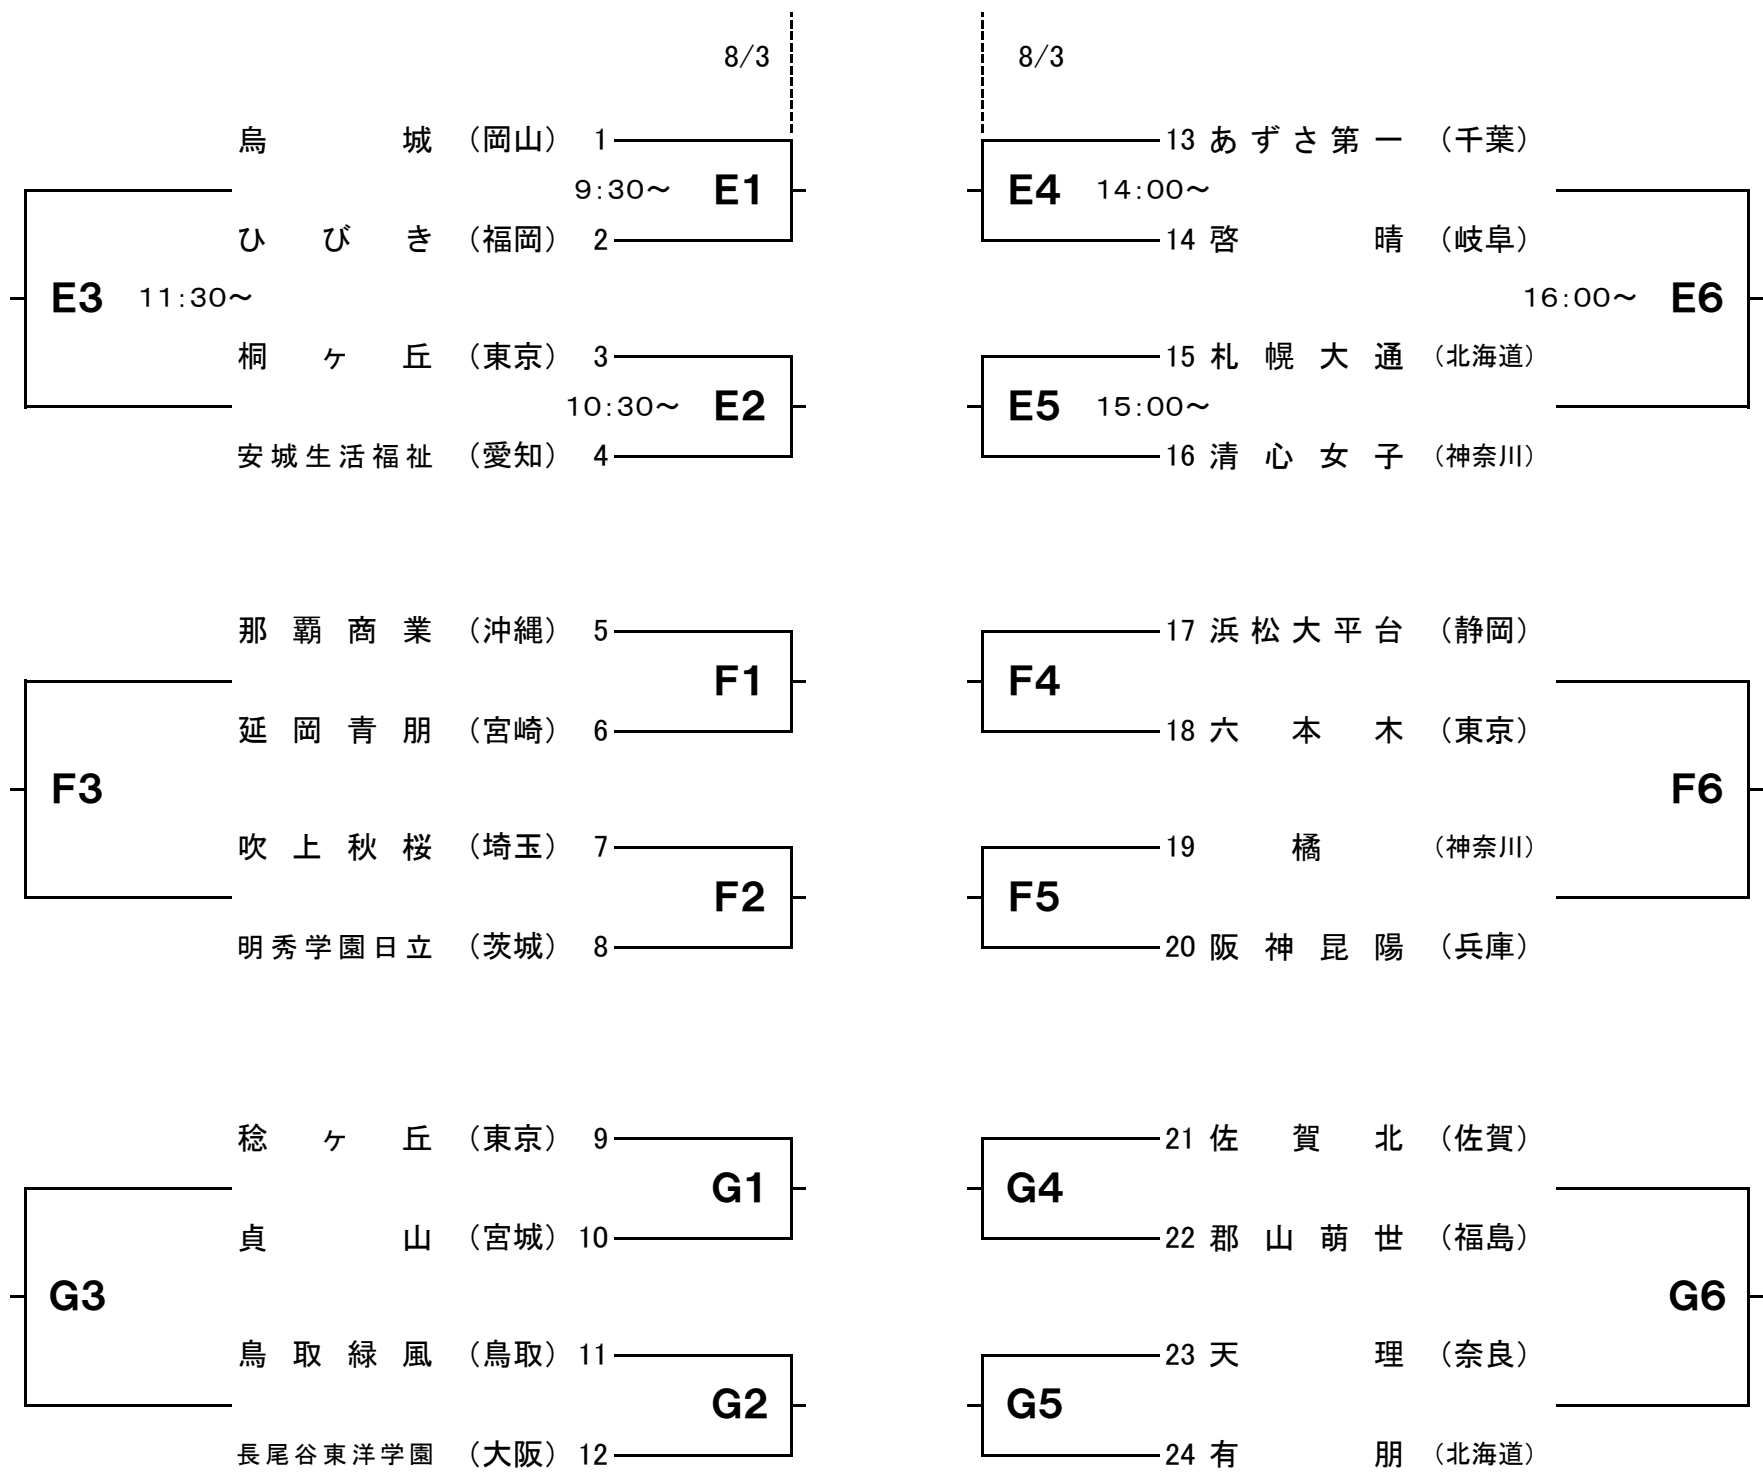 8/3 8/3
烏城 （岡山） 1 13 あずさ第一 （千葉）
9:30～ E1 E4 14:00～
ひびき （福岡） 2 14 啓晴 （岐阜）
E3 11:30～ 16:00～ E6
桐ヶ丘 （東京） 3 15 札幌大通 （北海道）
10:30～ E2 E5 15:00～
安城生活福祉 （愛知） 4 16 清心女子 （神奈川）
那覇商業 （沖縄） 5 17 浜松大平台 （静岡）
F1 F4
延岡青朋 （宮崎） 6 18 六本木 （東京）
F3 F6
吹上秋桜 （埼玉） 7 19 橘 （神奈川）
F2 F5
明秀学園日立 （茨城） 8 20 阪神昆陽 （兵庫）
稔ヶ丘 （東京） 9 21 佐賀北 （佐賀）
G1 G4
貞山 （宮城） 10 22 郡山萌世 （福島）
G3 G6
鳥取緑風 （鳥取） 11 23 天理 （奈良）
G2 G5
長尾谷東洋学園 （大阪） 12 24 有朋 （北海道）